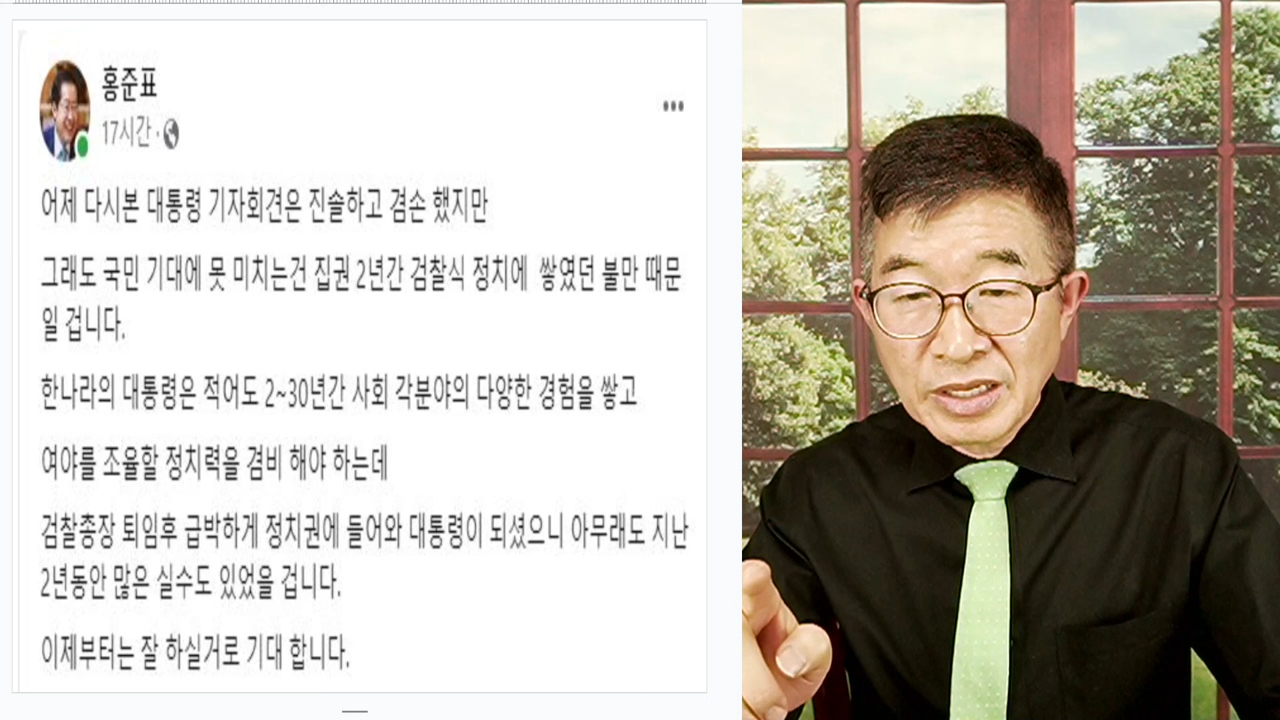 홍준표
17시간 ·
어제 다시본 대통령 기자회견은 진솔하고 겸손 했지만
그래도 국민 기대에 못 미치는건 집권 2년간 검찰식 정치에 쌓였던 불만 때문
일 겁니다.
한나라의 대통령은 적어도 2~30년간 사회 각분야의 다양한 경험을 쌓고
여야를 조율할 정치력을 겸비 해야 하는데
검찰총장 퇴임후 급박하게 정치권에 들어와 대통령이 되셨으니 아무래도 지난
2년동안 많은 실수도 있었을 겁니다.
이제부터는 잘 하실거로 기대 합니다.